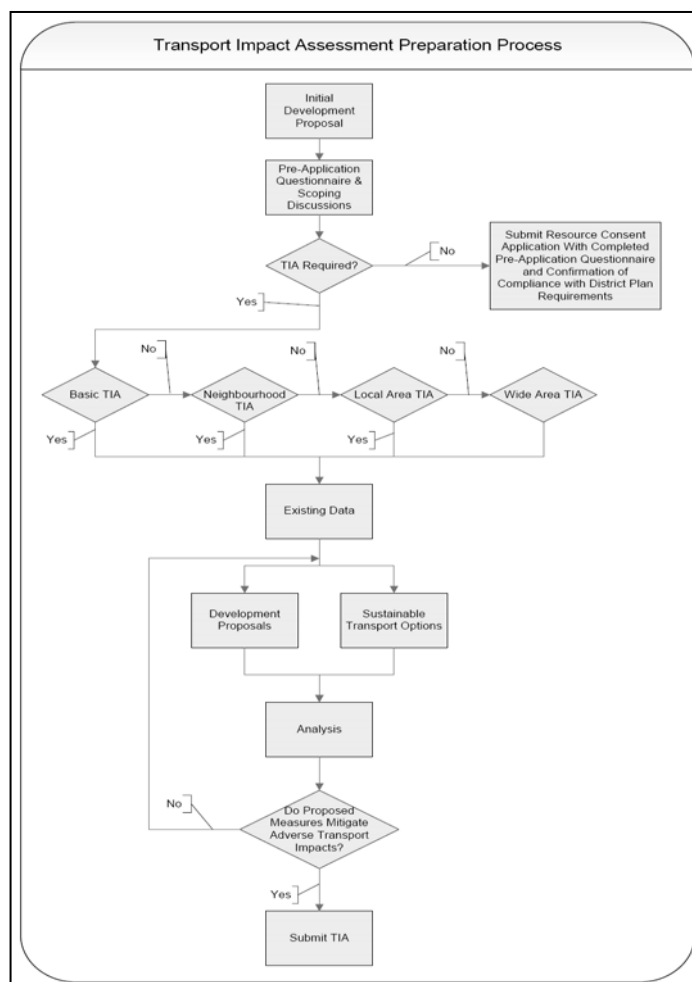 Transport Impact Assessment Preparation Process
Initial
Development
Proposal
Pre-Application
Questionnaire &
Scoping
Discussions
TIA Required?
No
Submit Resource Consent
Application With Completed
Pre-Application Questionnaire
and Confirmation of
Compliance with District Plan
Requirements
Yes
No
No
No
Basic TIA
Neighbourhood
TIA
Local Area TIA
Wide Area TIA
Yes
Yes
Yes
Existing Data
Development
Proposals
Sustainable
Transport Options
Analysis
No
Do Proposed
Measures Mitigate
Adverse Transport
Impacts?
Yes
Submit TIA